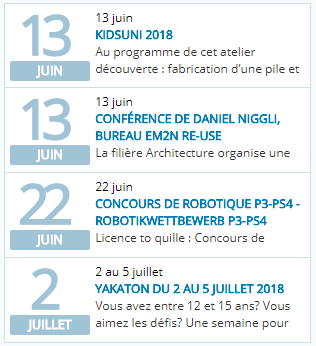 13
JUIN
13 juin
KIDSUNI 2018
Au programme de cet atelier
découverte : fabrication d’une pile et
13
JUIN
13 juin
CONFÉRENCE DE DANIEL NIGGLI,
BUREAU EM2N RE-USE
La filière Architecture organise une
22
JUIN
22 juin
CONCOURS DE ROBOTIQUE P3-PS4 -
ROBOTIKWETTBEWERB P3-PS4
Licence to quille : Concours de
2
JUILLET
2 au 5 juillet
YAKATON DU 2 AU 5 JUILLET 2018
Vous avez entre 12 et 15 ans? Vous
aimez les défis? Une semaine pour